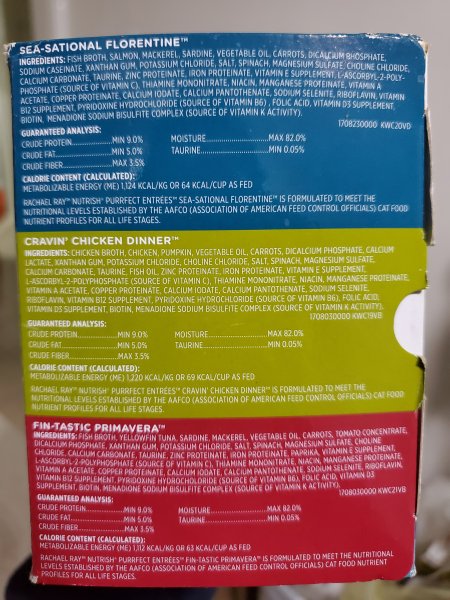 SEA-SATIONAL FLORENTINE™
INGREDIENTS: FISH BROTH, SALMON, MACKEREL, SARDINE, VEGETABLE OIL, CARROTS, DICALCIUM PHOSPHATE,
SODIUM CASEINATE, XANTHAN GUM, POTASSIUM CHLORIDE, SALT, SPINACH, MAGNESIUM SULFATE, CHOLINE CHLORIDE,
CALCIUM CARBONATE, TAURINE, ZINC PROTEINATE, IRON PROTEINATE, VITAMIN E SUPPLEMENT, L-ASCORBYL-2-POLY-
PHOSPHATE (SOURCE OF VITAMIN C), THIAMINE MONONITRATE, NIACIN, MANGANESE PROTEINATE, VITAMIN A
ACETATE, COPPER PROTEINATE, CALCIUM IODATE, CALCIUM PANTOTHENATE, SODIUM SELENITE, RIBOFLAVIN, VITAMIN
B12 SUPPLEMENT, PYRIDOXINE HYDROCHLORIDE (SOURCE OF VITAMIN B6), FOLIC ACID, VITAMIN D3 SUPPLEMENT,
BIOTIN, MENADIONE SODIUM BISULFITE COMPLEX (SOURCE OF VITAMIN K ACTIVITY).
1708230000 KWC20VD
GUARANTEED ANALYSIS:
CRUDE PROTEIN..................MIN 9.0% MOISTURE..................MAX 82.0%
CRUDE FAT..................MIN 5.0% TAURINE..................MIN 0.05%
CRUDE FIBER..................MAX 3.5%
CALORIE CONTENT (CALCULATED):
METABOLIZABLE ENERGY (ME) 1,124 KCAL/KG OR 64 KCAL/CUP AS FED
RACHAEL RAY™ NUTRISH® PURRFECT ENTRÉES™ SEA-SATIONAL FLORENTINE™ IS FORMULATED TO MEET THE
NUTRITIONAL LEVELS ESTABLISHED BY THE AAFCO (ASSOCIATION OF AMERICAN FEED CONTROL OFFICIALS) CAT FOOD
NUTRIENT PROFILES FOR ALL LIFE STAGES.
CRAVIN' CHICKEN DINNER™
INGREDIENTS: CHICKEN BROTH, CHICKEN, PUMPKIN, VEGETABLE OIL, CARROTS, DICALCIUM PHOSPHATE, CALCIUM
LACTATE, XANTHAN GUM, POTASSIUM CHLORIDE, CHOLINE CHLORIDE, SALT, SPINACH, MAGNESIUM SULFATE,
CALCIUM CARBONATE, TAURINE, FISH OIL, ZINC PROTEINATE, IRON PROTEINATE, VITAMIN E SUPPLEMENT,
L-ASCORBYL-2-POLYPHOSPHATE (SOURCE OF VITAMIN C), THIAMINE MONONITRATE, NIACIN, MANGANESE PROTEINATE,
VITAMIN A ACETATE, COPPER PROTEINATE, CALCIUM IODATE, CALCIUM PANTOTHENATE, SODIUM SELENITE,
RIBOFLAVIN, VITAMIN B12 SUPPLEMENT, PYRIDOXINE HYDROCHLORIDE (SOURCE OF VITAMIN B6), FOLIC ACID,
VITAMIN D3 SUPPLEMENT, BIOTIN, MENADIONE SODIUM BISULFITE COMPLEX (SOURCE OF VITAMIN K ACTIVITY).
1708030000 KWC19VB
GUARANTEED ANALYSIS:
CRUDE PROTEIN..................MIN 9.0% MOISTURE..................MAX 82.0%
CRUDE FAT..................MIN 5.0% TAURINE..................MIN 0.05%
CRUDE FIBER..................MAX 3.5%
CALORIE CONTENT (CALCULATED):
METABOLIZABLE ENERGY (ME) 1,220 KCAL/KG OR 69 KCAL/CUP AS FED
RACHAEL RAY™ NUTRISH® PURRFECT ENTRÉES™ CRAVIN' CHICKEN DINNER™ IS FORMULATED TO MEET THE
NUTRITIONAL LEVELS ESTABLISHED BY THE AAFCO (ASSOCIATION OF AMERICAN FEED CONTROL OFFICIALS) CAT FOOD
NUTRIENT PROFILES FOR ALL LIFE STAGES.
FIN-TASTIC PRIMAVERA™
INGREDIENTS: FISH BROTH, YELLOWFIN TUNA, SARDINE, MACKEREL, VEGETABLE OIL, CARROTS, TOMATO CONCENTRATE,
DICALCIUM PHOSPHATE, XANTHAN GUM, POTASSIUM CHLORIDE, SALT, SPINACH, MAGNESIUM SULFATE, CHOLINE
CHLORIDE, CALCIUM CARBONATE, TAURINE, ZINC PROTEINATE, IRON PROTEINATE, PAPRIKA, VITAMIN E SUPPLEMENT,
L-ASCORBYL-2-POLYPHOSPHATE (SOURCE OF VITAMIN C), THIAMINE MONONITRATE, NIACIN, MANGANESE PROTEINATE,
VITAMIN A ACETATE, COPPER PROTEINATE, CALCIUM IODATE, CALCIUM PANTOTHENATE, SODIUM SELENITE, RIBOFLAVIN,
VITAMIN B12 SUPPLEMENT, PYRIDOXINE HYDROCHOLORIDE (SOURCE OF VITAMIN B6), FOLIC ACID, VITAMIN D3
SUPPLEMENT, BIOTIN, MENADIONE SODIUM BISULFITE COMPLEX (SOURCE OF VITAMIN K ACTIVITY).
1708030000 KWC21VB
GUARANTEED ANALYSIS:
CRUDE PROTEIN..................MIN 9.0% MOISTURE..................MAX 82.0%
CRUDE FAT..................MIN 5.0% TAURINE..................MIN 0.05%
CRUDE FIBER..................MAX 3.5%
CALORIE CONTENT (CALCULATED):
METABOLIZABLE ENERGY (ME) 1,112 KCAL/KG OR 63 KCAL/CUP AS FED
RACHAEL RAY™ NUTRISH® PURRFECT ENTRÉES™ FIN-TASTIC PRIMAVERA™ IS FORMULATED TO MEET THE NUTRITIONAL
LEVELS ESTABLISHED BY THE AAFCO (ASSOCIATION OF AMERICAN FEED CONTROL OFFICIALS) CAT FOOD NUTRIENT
PROFILES FOR ALL LIFE STAGES.